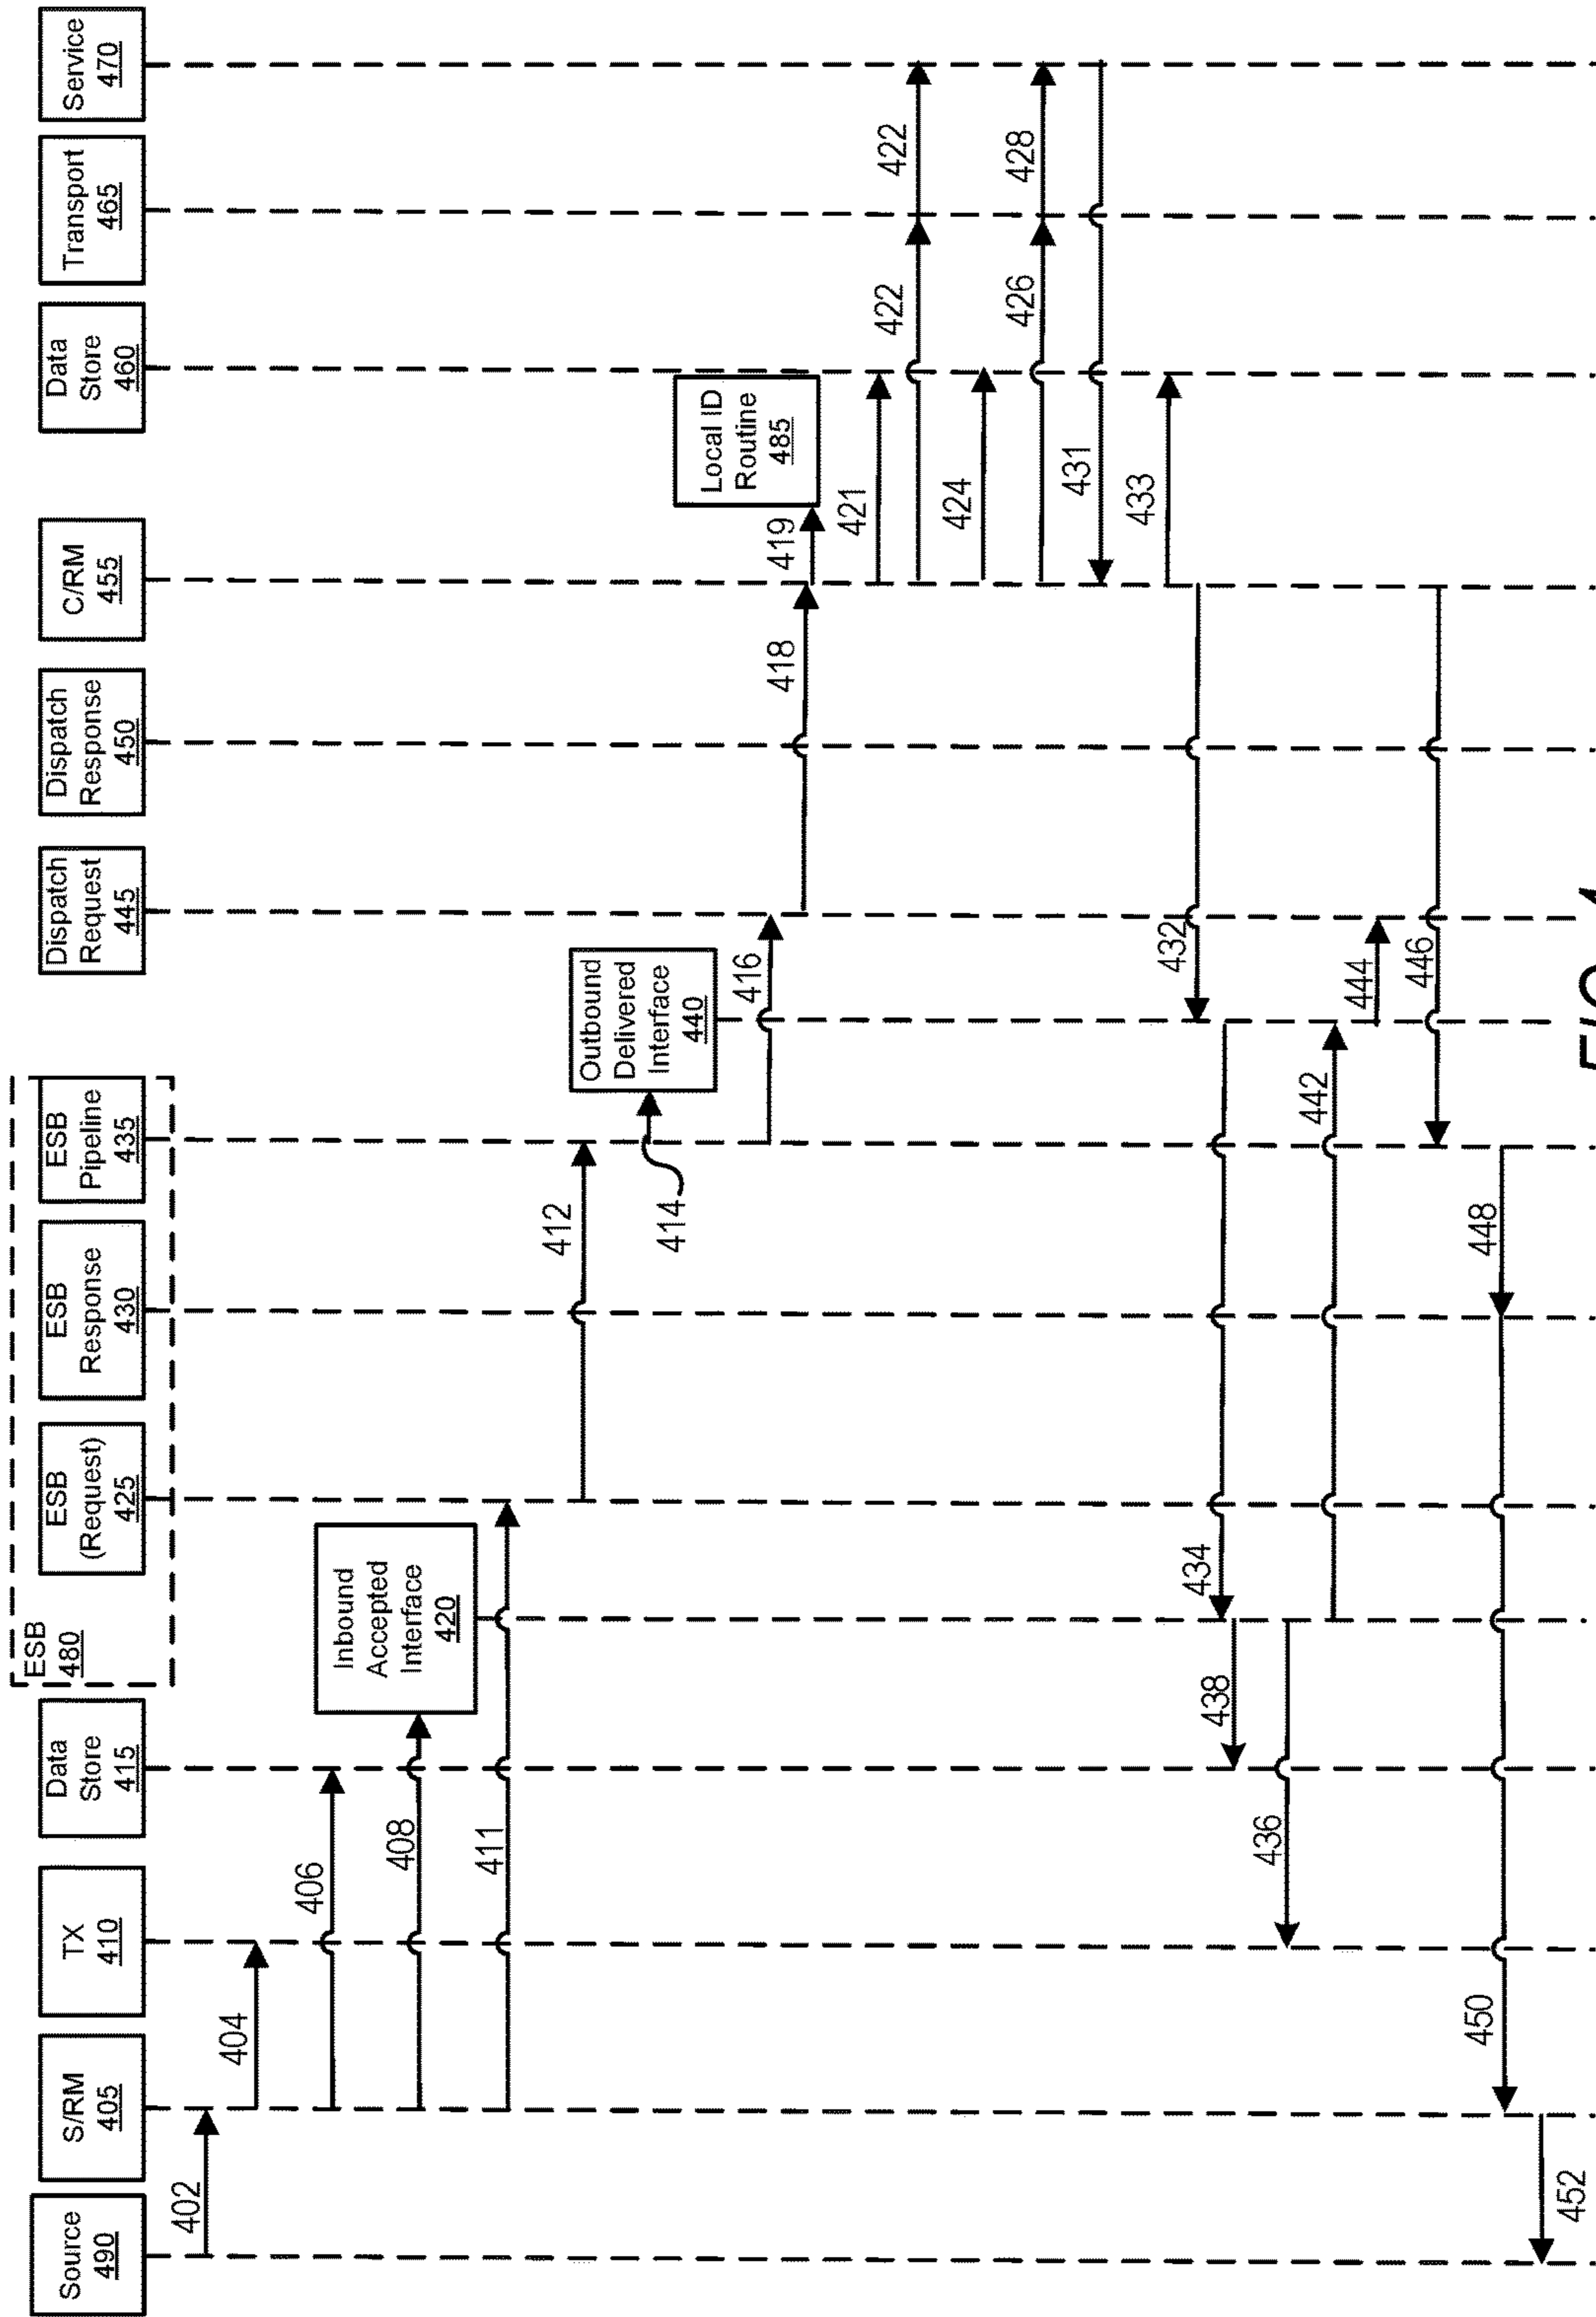 Source
490
S/RM
405
TX
410
Data
Store
415
ESB
480
ESB
(Request)
425
ESB
Response
430
ESB
Pipeline
435
Dispatch
Request
445
Dispatch
Response
450
C/RM
455
Data
Store
460
Transport
465
Service
470
402
404
406
Inbound
Accepted
Interface
420
408
411
412
Outbound
Delivered
Interface
440
414
416
418
Local ID
Routine
485
419
421
422
422
424
426
428
431
433
432
434
438
436
442
444
446
448
450
452